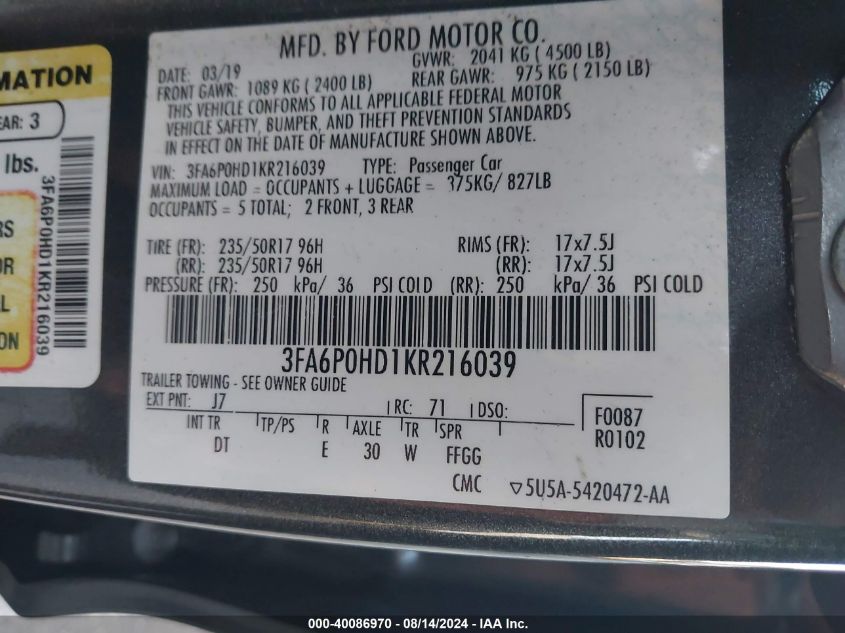 MFD. BY FORD MOTOR CO.
DATE: 03/19 GVWR: 2041 KG ( 4500 LB)
FRONT GAWR: 1089 KG ( 2400 LB) REAR GAWR: 975 KG ( 2150 LB)
THIS VEHICLE CONFORMS TO ALL APPLICABLE FEDERAL MOTOR
VEHICLE SAFETY, BUMPER, AND THEFT PREVENTION STANDARDS
IN EFFECT ON THE DATE OF MANUFACTURE SHOWN ABOVE.
VIN: 3FA6P0HD1KR216039 TYPE: Passenger Car
MAXIMUM LOAD = OCCUPANTS + LUGGAGE = 375KG/ 827LB
OCCUPANTS = 5 TOTAL; 2 FRONT, 3 REAR
TIRE (FR): 235/50R17 96H RIMS (FR): 17x7.5J
(RR): 235/50R17 96H (RR): 17x7.5J
PRESSURE (FR): 250 kPa/ 36 PSI COLD (RR): 250 kPa/ 36 PSI COLD
3FA6P0HD1KR216039
TRAILER TOWING - SEE OWNER GUIDE
EXT PNT: J7 RC: 71 DSO:
F0087
R0102
INT TR TP/PS R AXLE TR SPR
DT E 30 W FFGG
CMC ▽5U5A-5420472-AA
MATION
EAR: 3
lbs.
3FA6P0HD1KR216039
RS
OR
AL
ON
000-40086970 - 08/14/2024 - IAA Inc.